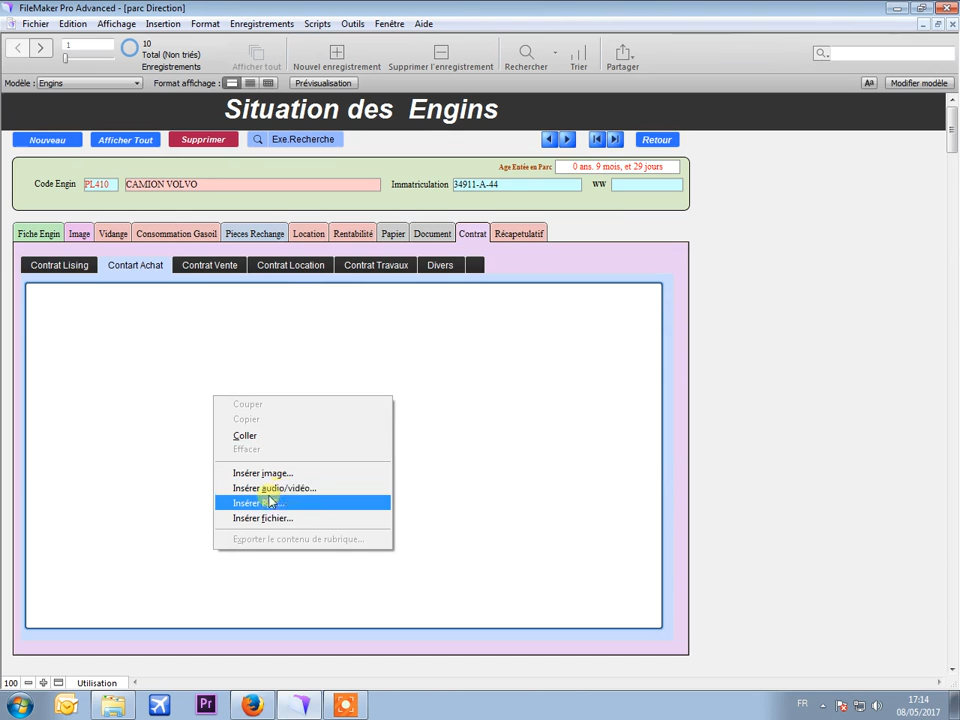 FileMaker Pro Advanced - [parc Direction]
Fichier Edition Affichage Insertion Format Enregistrements Scripts Outils Fenêtre Aide
1
10
Total (Non triés)
Enregistrements
Afficher tout
Nouvel enregistrement
Supprimer l'enregistrement
Rechercher
Trier
Partager
Modèle : Engins
Format affichage :
Prévisualisation
Aa
Modifier modèle
Situation des Engins
Nouveau
Afficher Tout
Supprimer
Exe.Recherche
Retour
Age Entée en Parc
0 ans. 9 mois, et 29 jours
Code Engin PL410 CAMION VOLVO
Immatriculation 34911-A-44
WW
Fiche Engin Image Vidange Consommation Gasoil Pieces Rechange Location Rentabilité Papier Document Contrat Récapetulatif
Contrat Lising Contart Achat Contrat Vente Contrat Location Contrat Travaux Divers
Couper
Copier
Coller
Effacer
Insérer image...
Insérer audio/vidéo...
Insérer
Insérer fichier...
Exporter le contenu de rubrique...
100
Utilisation
Pr
FR
17:14
08/05/2017